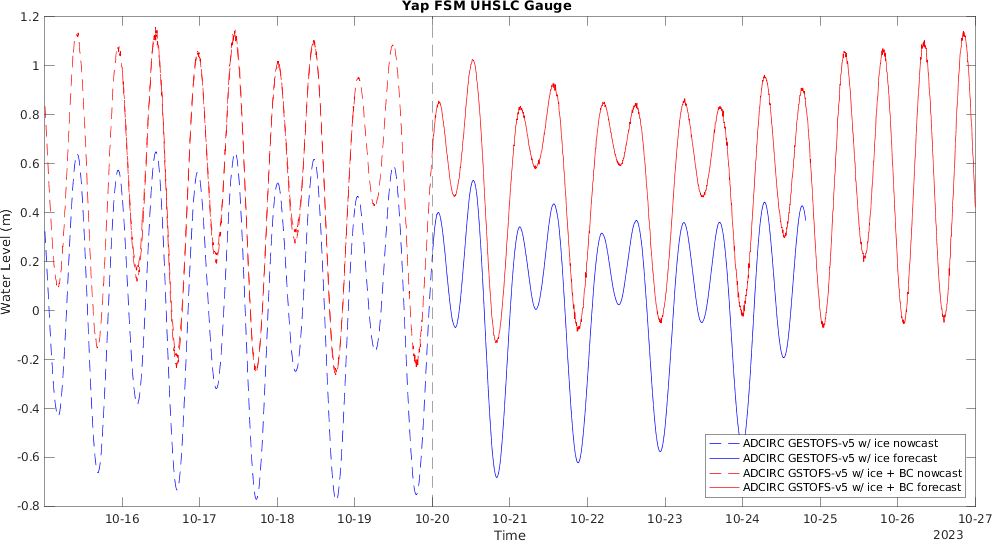 Yap FSM UHSLC Gauge
1.2
1
0.8
0.6
0.4
0.2
0
-0.2
-0.4
-0.6
-0.8
Water Level (m)
ADCIRC GESTOFS-v5 w/ ice nowcast
ADCIRC GESTOFS-v5 w/ ice forecast
ADCIRC GSTOFS-v5 w/ ice + BC nowcast
ADCIRC GSTOFS-v5 w/ ice + BC forecast
10-16 10-17 10-18 10-19 10-20 10-21 10-22 10-23 10-24 10-25 10-26 10-27
Time
2023